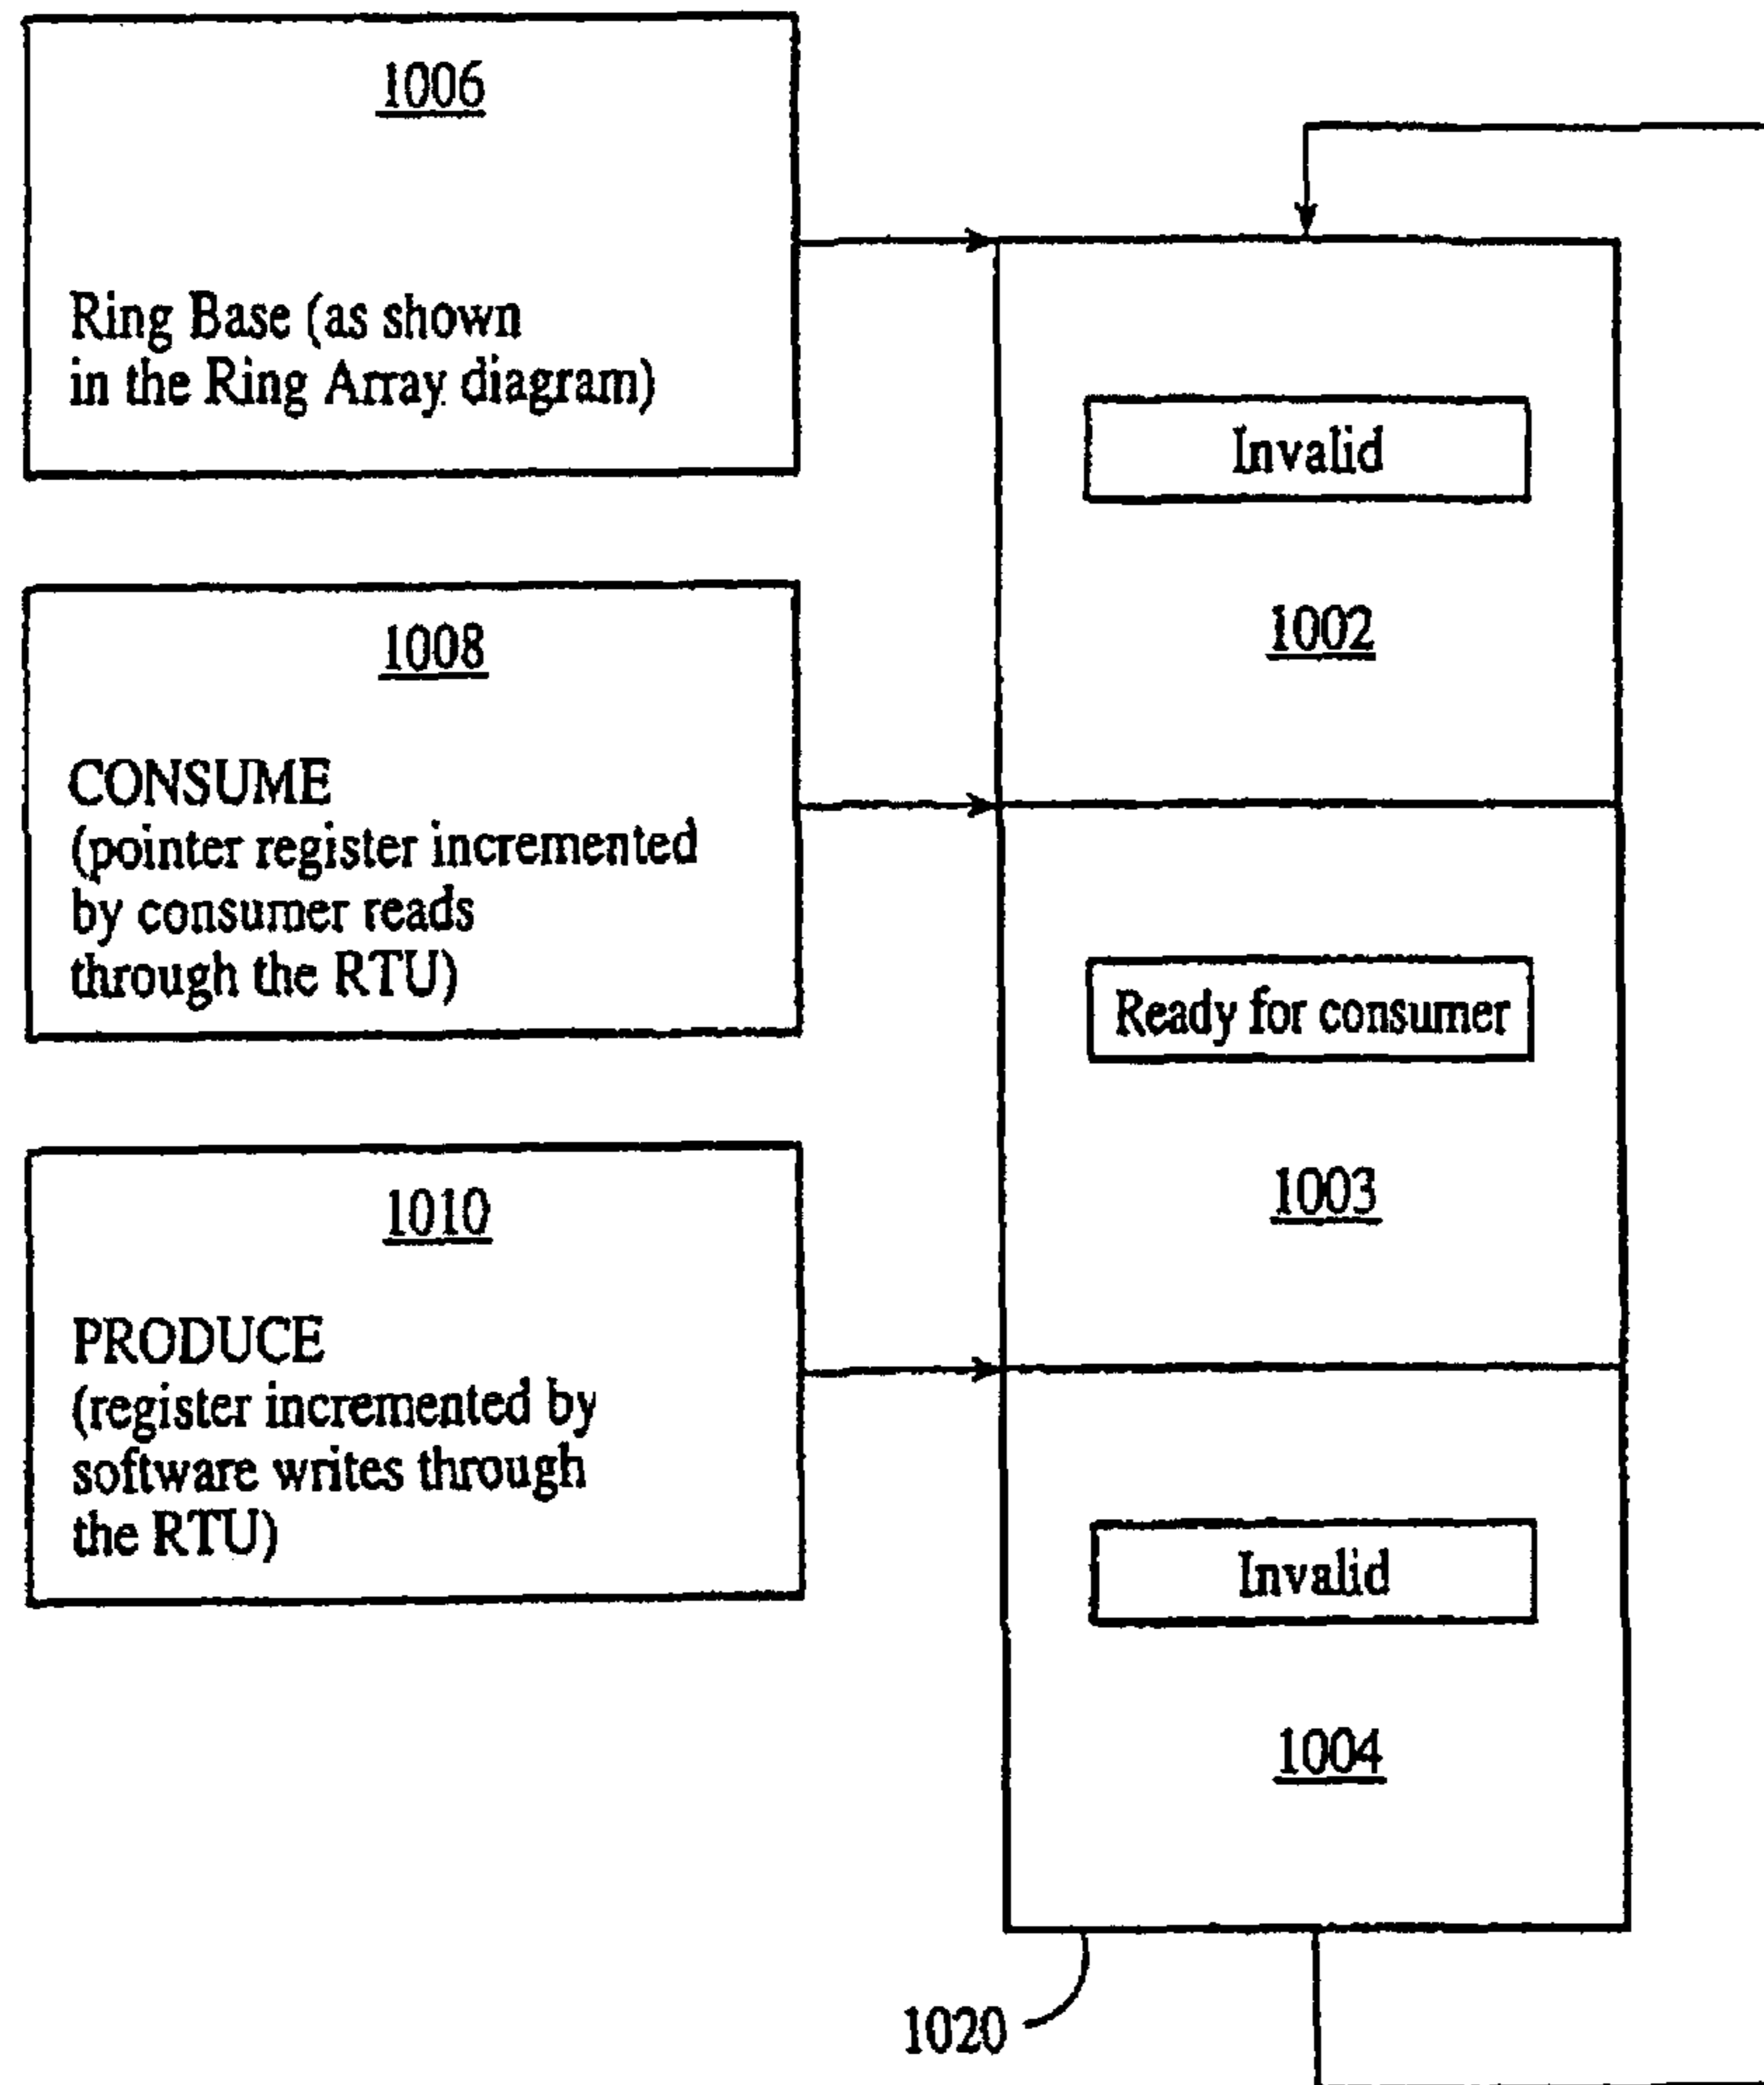 1006
Ring Base (as shown
in the Ring Array diagram)
1008
CONSUME
(pointer register incremented
by consumer reads
through the RTU)
1010
PRODUCE
(register incremented by
software writes through
the RTU)
Invalid
1002
Ready for consumer
1003
Invalid
1004
1020